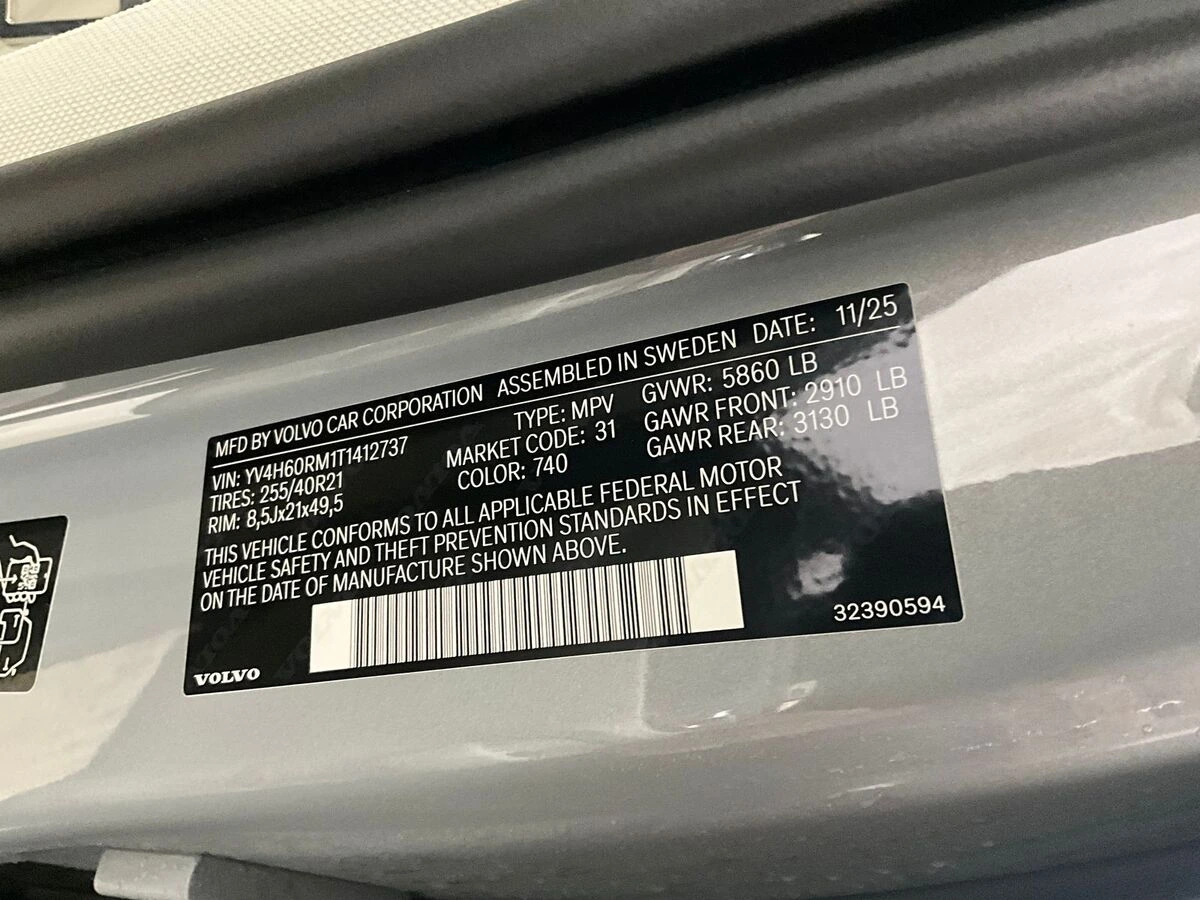 MFD BY VOLVO CAR CORPORATION ASSEMBLED IN SWEDEN DATE: 11/25
VIN: YV4H60RM1T1412737 TYPE: MPV GVWR: 5860 LB
TIRES: 255/40R21 MARKET CODE: 31 GAWR FRONT: 2910 LB
RIM: 8,5Jx21x49,5 COLOR: 740 GAWR REAR: 3130 LB
THIS VEHICLE CONFORMS TO ALL APPLICABLE FEDERAL MOTOR
VEHICLE SAFETY AND THEFT PREVENTION STANDARDS IN EFFECT
ON THE DATE OF MANUFACTURE SHOWN ABOVE.
VOLVO
32390594